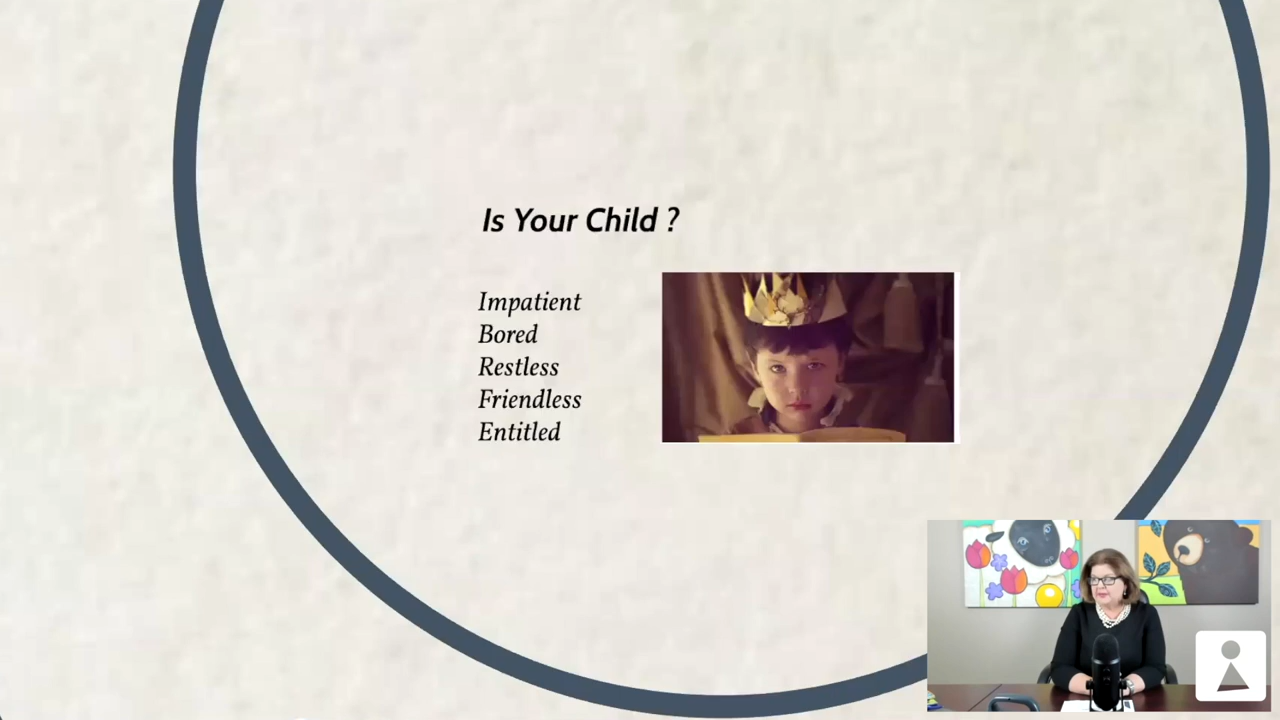 Is Your Child ?
Impatient
Bored
Restless
Friendless
Entitled